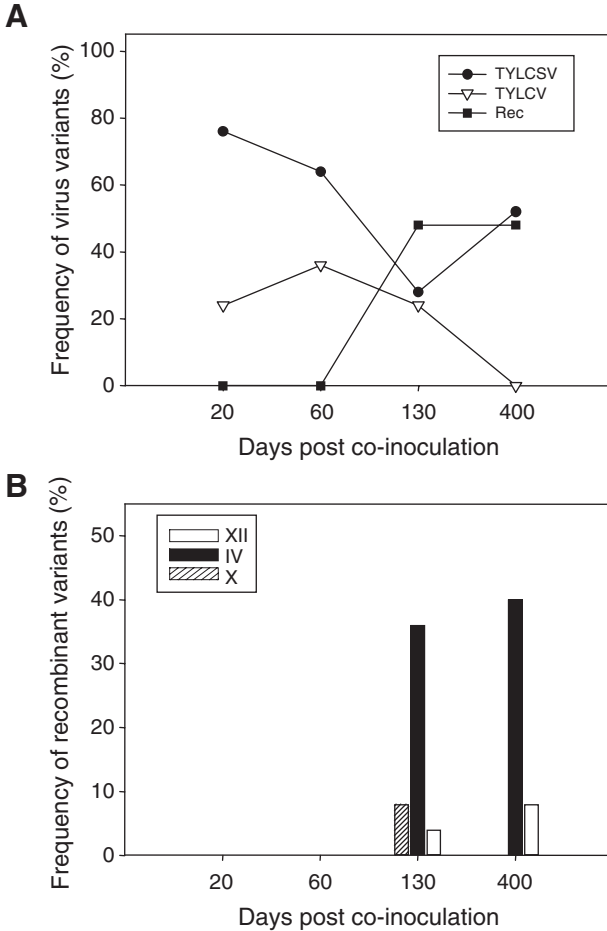 A
Frequency of virus variants (%)
100
80
60
40
20
0
TYLCSV
TYLCV
Rec
20 60 130 400
Days post co-inoculation
B
Frequency of recombinant variants (%)
50
40
30
20
10
0
XII
IV
X
20 60 130 400
Days post co-inoculation